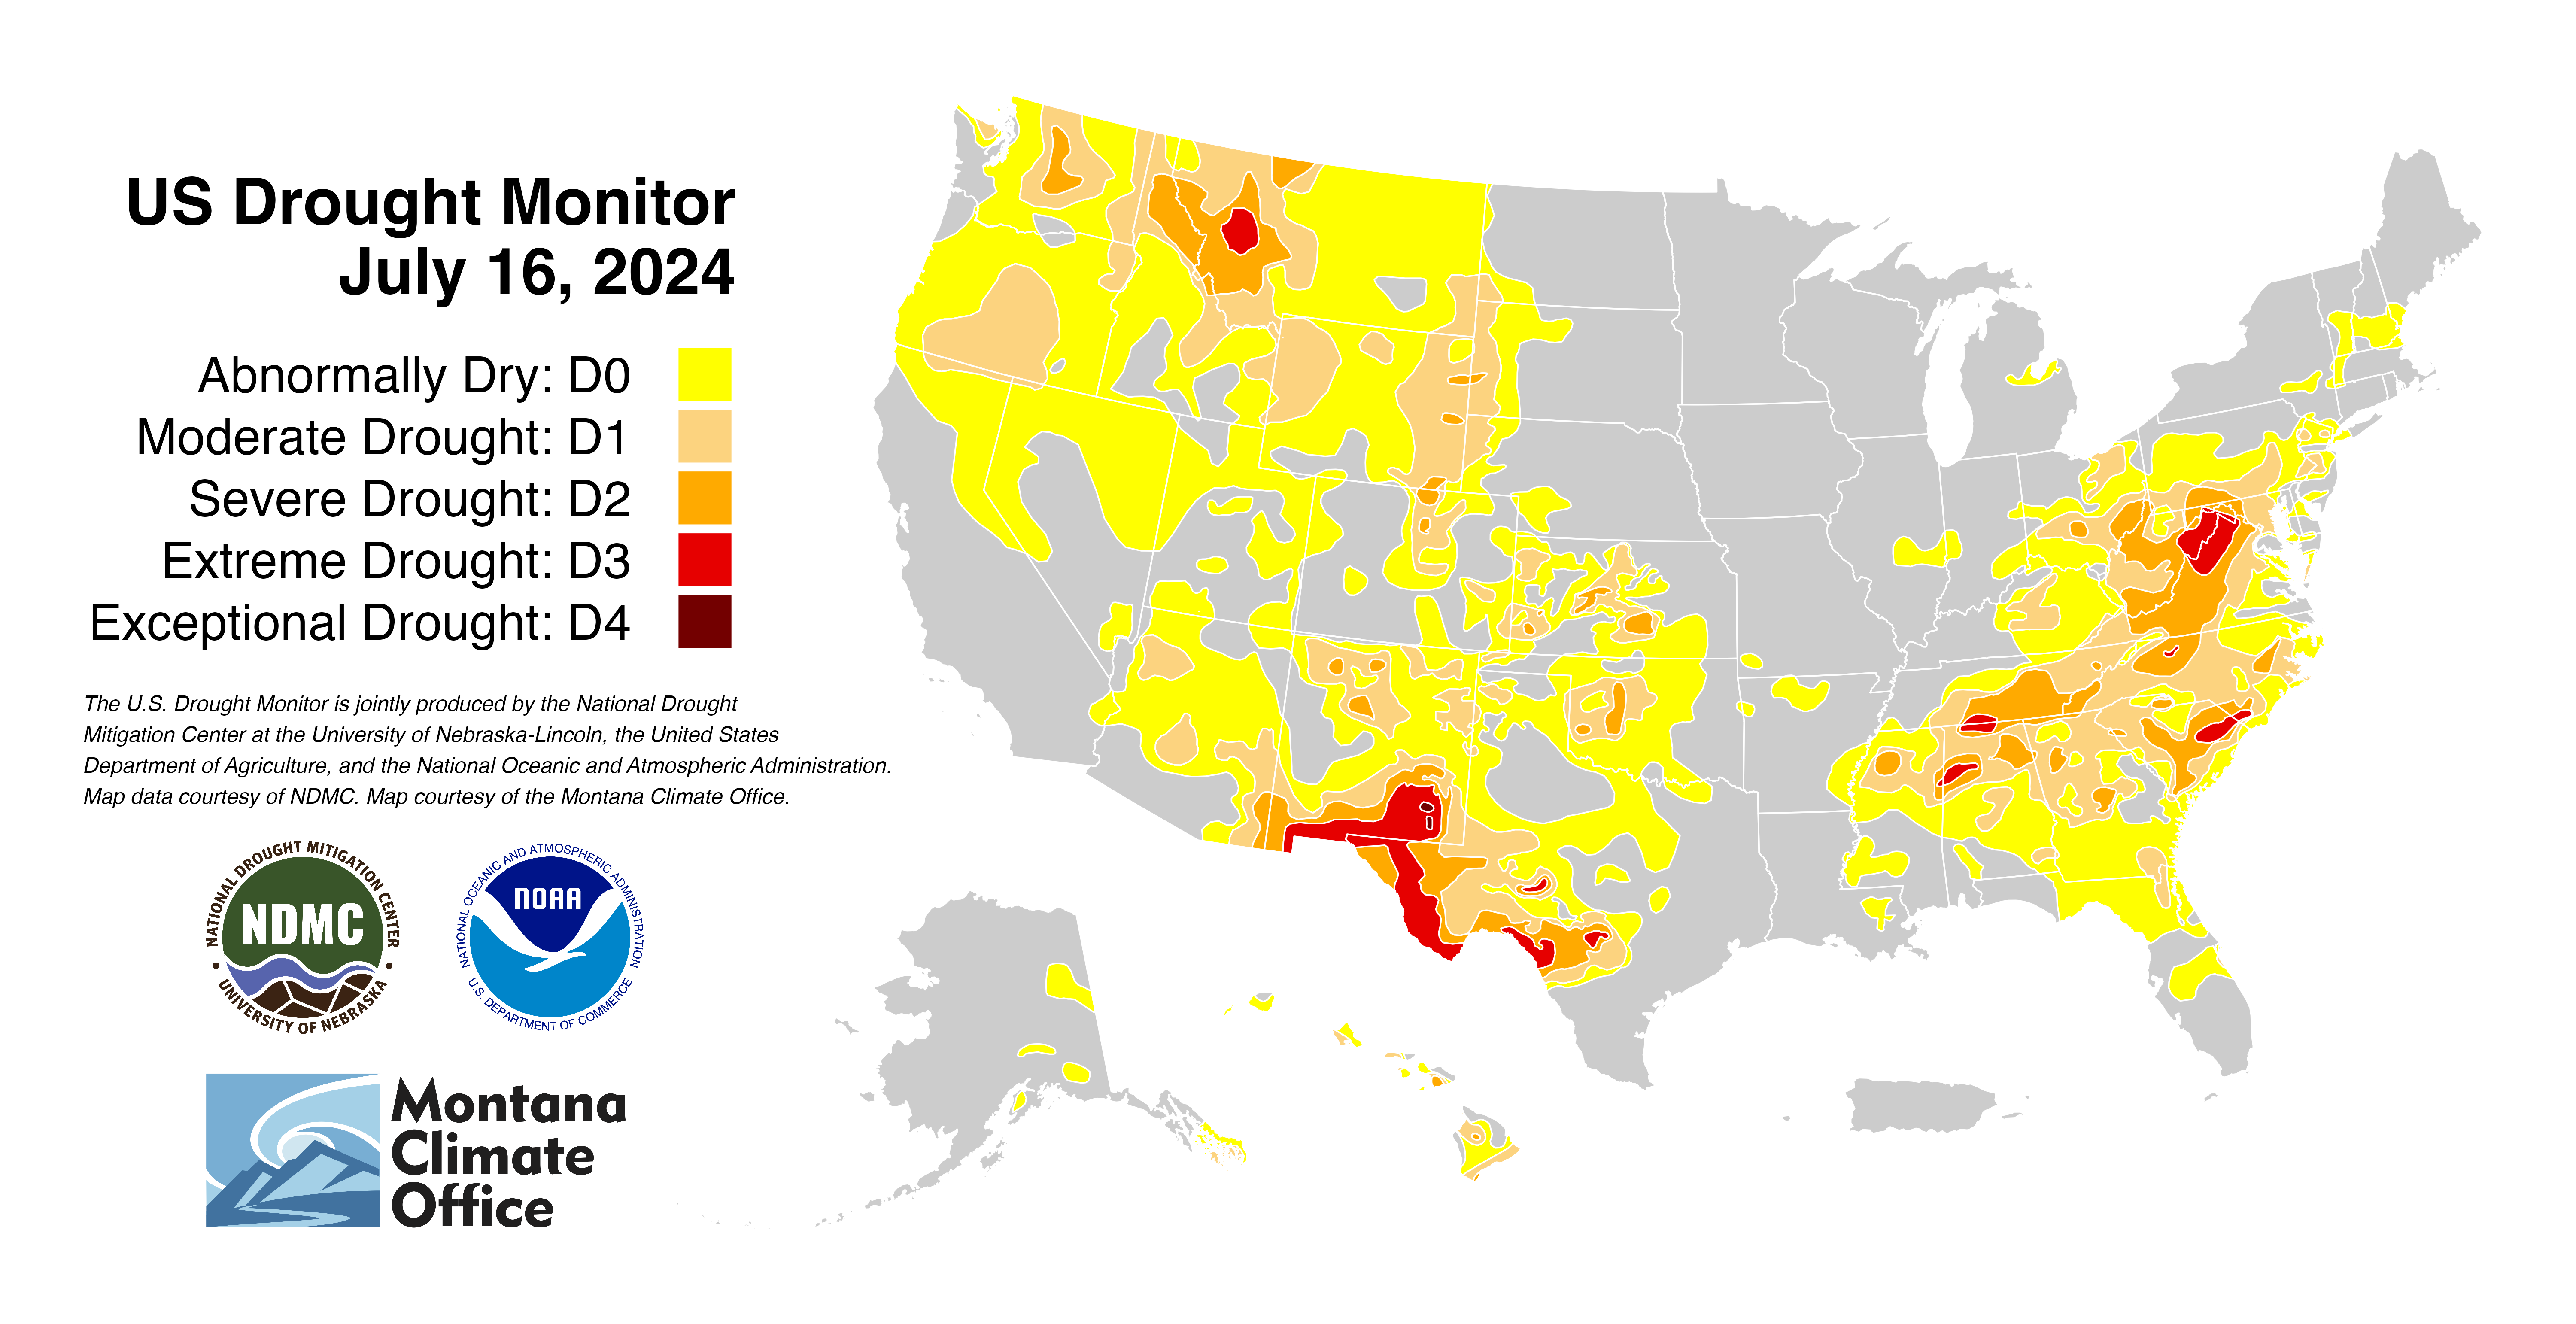 US Drought Monitor
July 16, 2024
Abnormally Dry: D0
Moderate Drought: D1
Severe Drought: D2
Extreme Drought: D3
Exceptional Drought: D4
The U.S. Drought Monitor is jointly produced by the National Drought
Mitigation Center at the University of Nebraska-Lincoln, the United States
Department of Agriculture, and the National Oceanic and Atmospheric Administration.
Map data courtesy of NDMC. Map courtesy of the Montana Climate Office.
NATIONAL DROUGHT MITIGATION CENTER
NDMC
UNIVERSITY OF NEBRASKA
NATIONAL OCEANIC AND ATMOSPHERIC ADMINISTRATION
NOAA
U.S. DEPARTMENT OF COMMERCE
Montana
Climate
Office